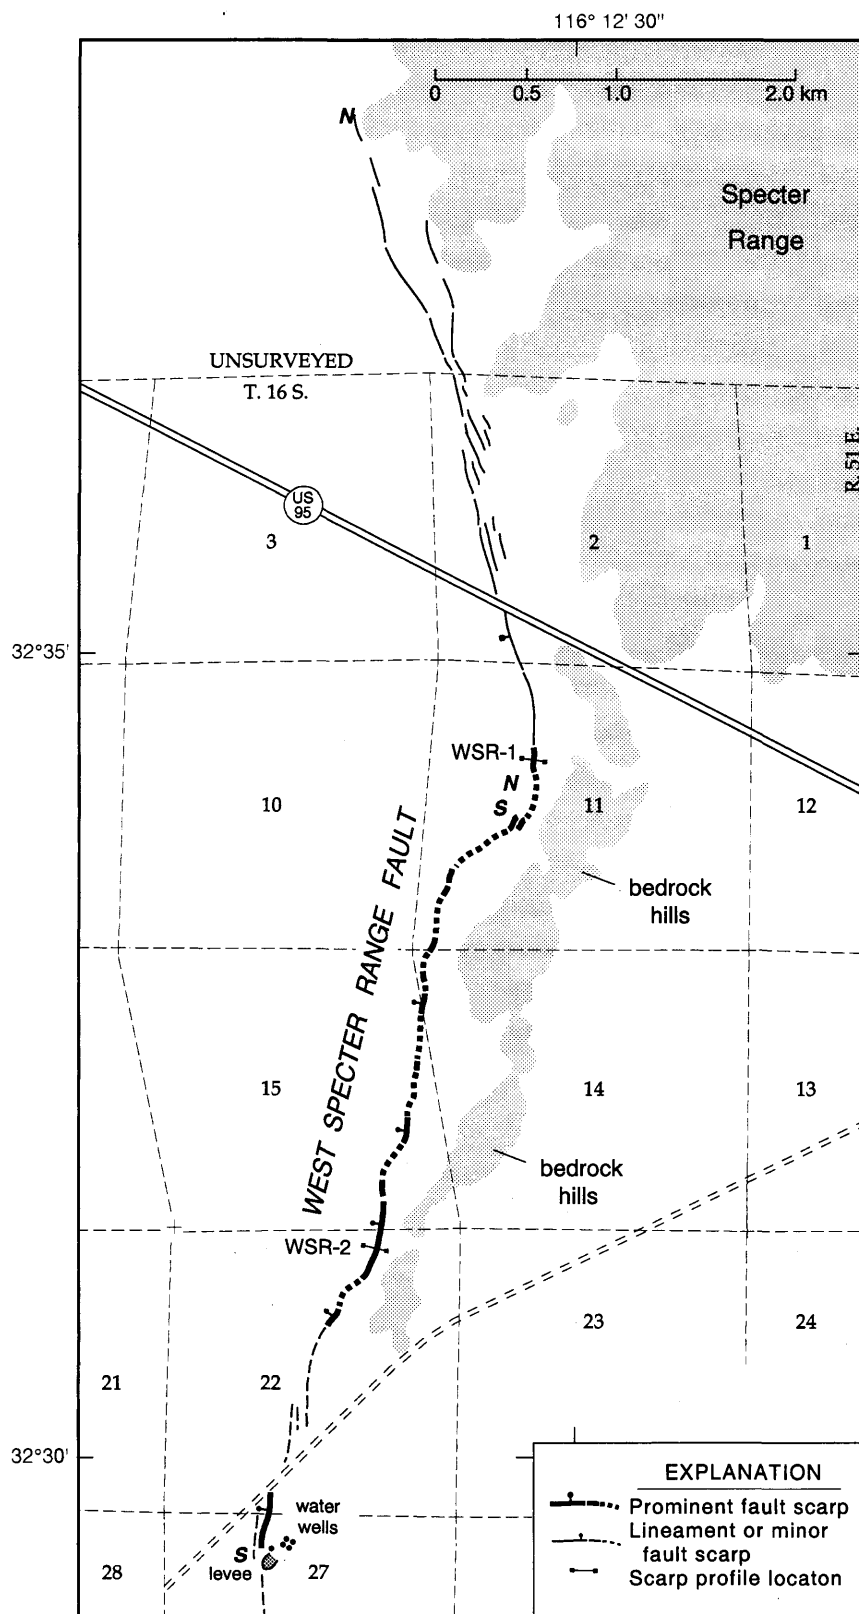 116° 12' 30"
0 0.5 1.0 2.0 km
N
Specter
Range
UNSURVEYED
T. 16 S.
R. 51 E.
US
95
3
2
1
32°35'
WSR-1
N
S
10
11
12
bedrock
hills
WEST SPECTER RANGE FAULT
15
14
13
bedrock
hills
WSR-2
23
24
21
22
32°30'
EXPLANATION
Prominent fault scarp
Lineament or minor
fault scarp
Scarp profile locaton
water
wells
S
levee
28
27